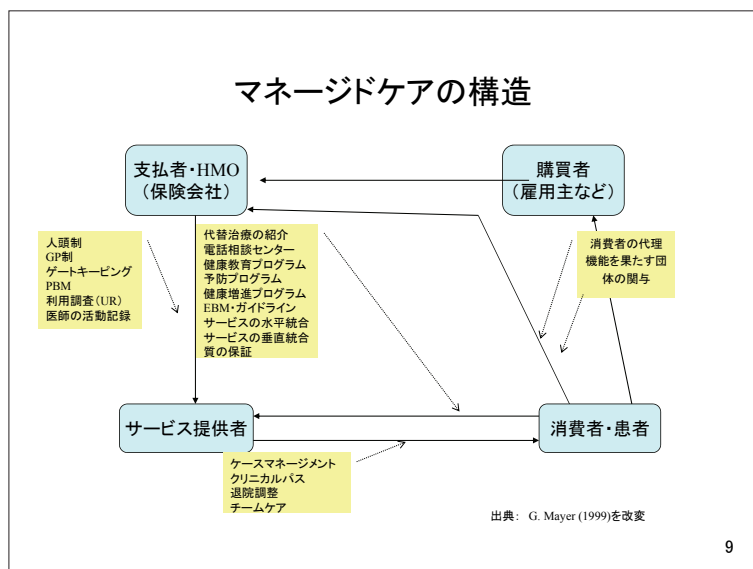 マネージドケアの構造
支払者・HMO
（保険会社）
購買者
（雇用主など）
人頭制
GP制
ゲートキーピング
PBM
利用調査（UR）
医師の活動記録
代替治療の紹介
電話相談センター
健康教育プログラム
予防プログラム
健康増進プログラム
EBM・ガイドライン
サービスの水平統合
サービスの垂直統合
質の保証
消費者の代理
機能を果たす団
体の関与
サービス提供者
消費者・患者
ケースマネージメント
クリニカルパス
退院調整
チームケア
出典： G. Mayer (1999)を改変
9